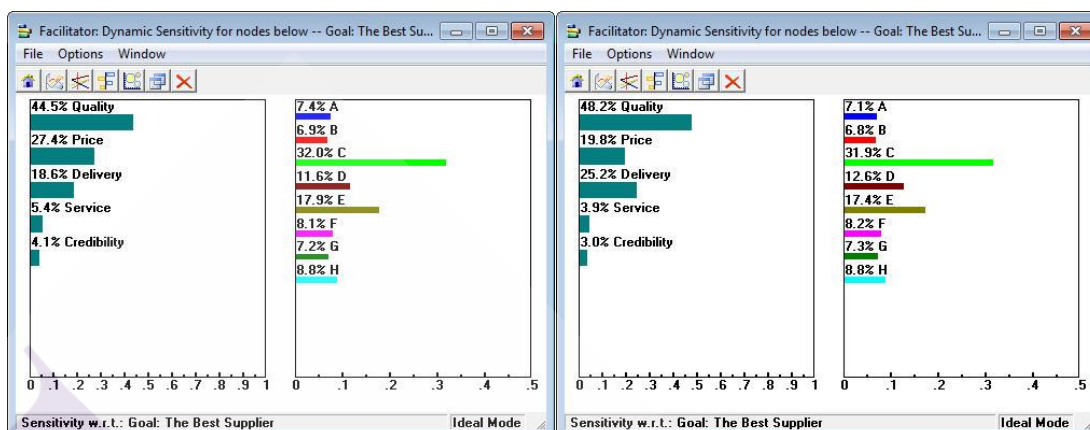 Facilitator: Dynamic Sensitivity for nodes below -- Goal: The Best Su...
File Options Window
44.5% Quality
27.4% Price
18.6% Delivery
5.4% Service
4.1% Credibility
0 .1 .2 .3 .4 .5 .6 .7 .8 .9 1
7.4% A
6.9% B
32.0% C
11.6% D
17.9% E
8.1% F
7.2% G
8.8% H
0 .1 .2 .3 .4 .5
Sensitivity w.r.t.: Goal: The Best Supplier
Ideal Mode
Facilitator: Dynamic Sensitivity for nodes below -- Goal: The Best Su...
File Options Window
48.2% Quality
19.8% Price
25.2% Delivery
3.9% Service
3.0% Credibility
0 .1 .2 .3 .4 .5 .6 .7 .8 .9 1
7.1% A
6.8% B
31.9% C
12.6% D
17.4% E
8.2% F
7.3% G
8.8% H
0 .1 .2 .3 .4 .5
Ideal Mode